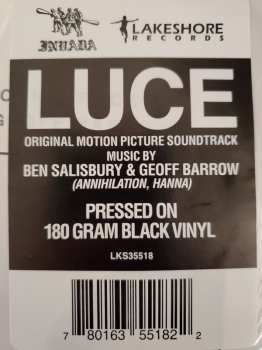 INVADA
LAKESHORE
RECORDS
LUCE
ORIGINAL MOTION PICTURE SOUNDTRACK
MUSIC BY
BEN SALISBURY & GEOFF BARROW
(ANNIHILATION, HANNA)
PRESSED ON
180 GRAM BLACK VINYL
LKS35518
7 80163 55182 2